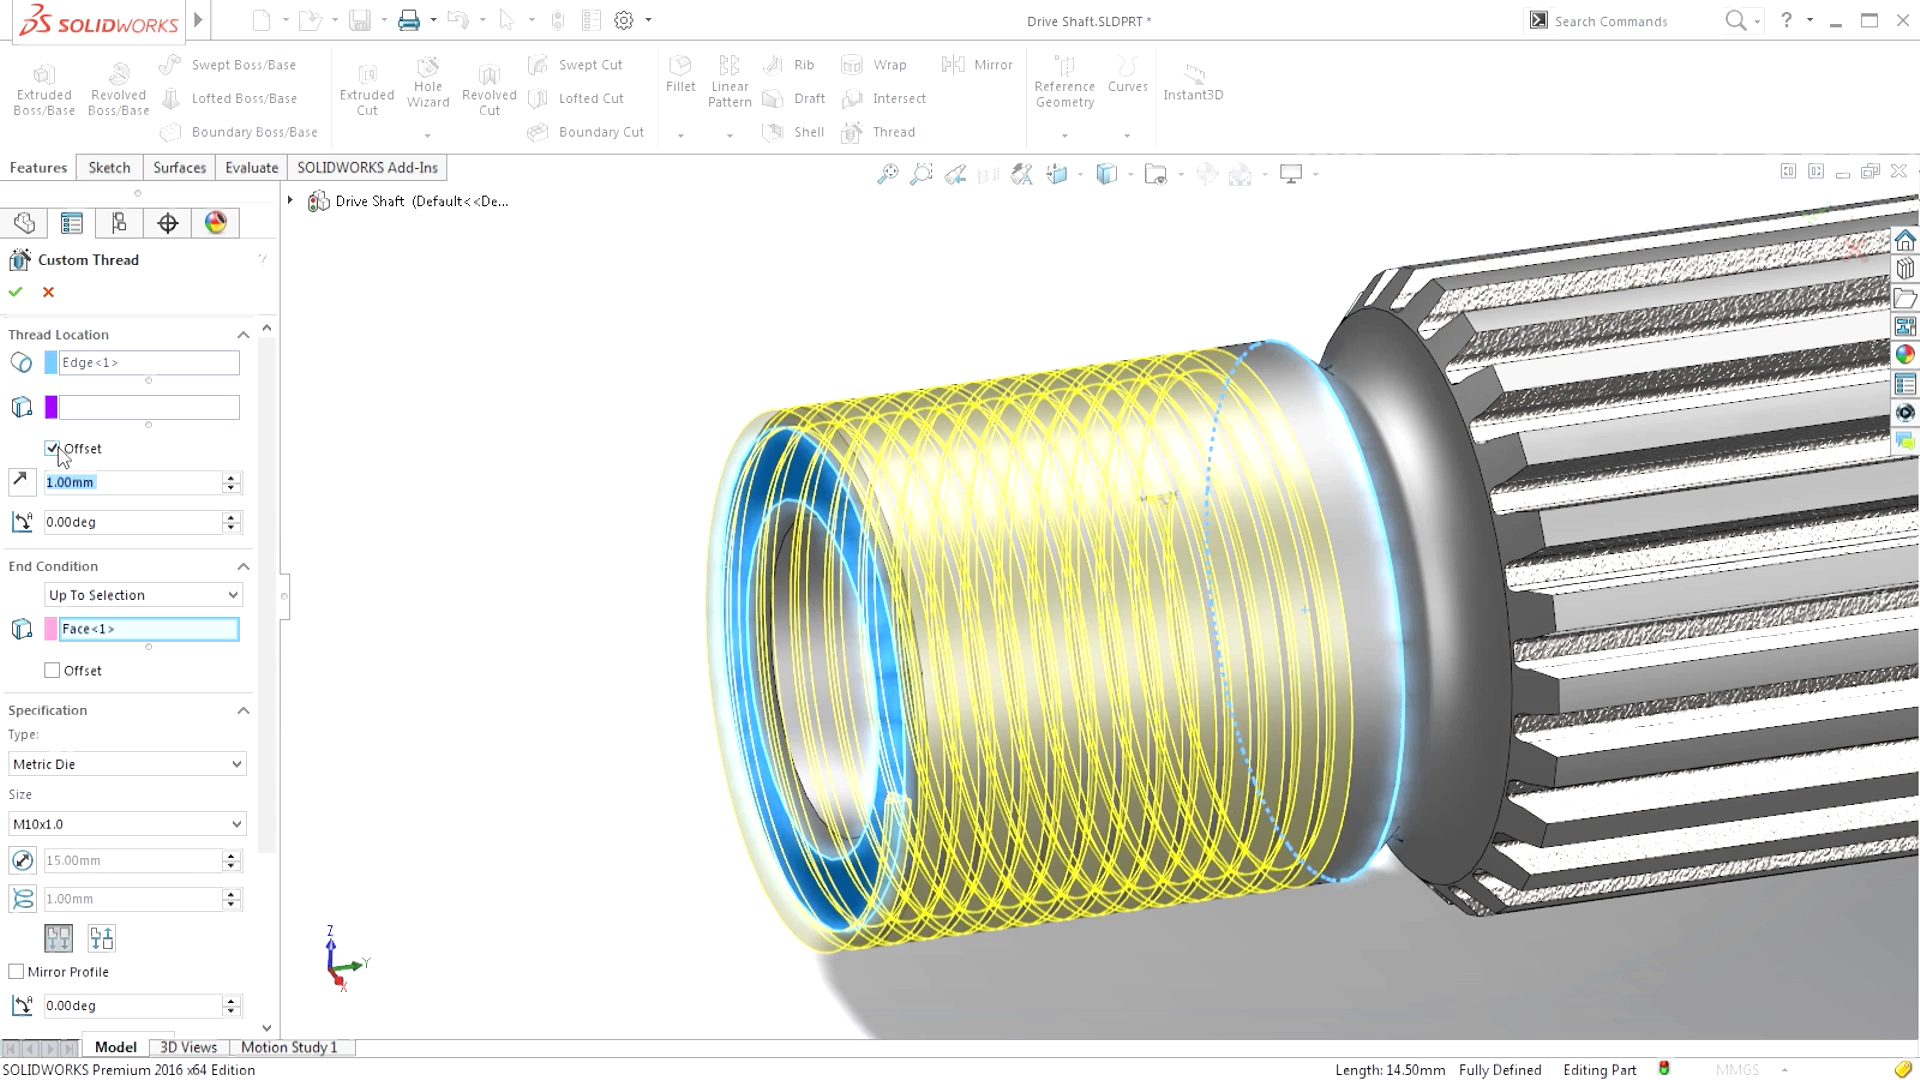 SOLIDWORKS
Drive Shaft.SLDPRT *
Search Commands
?
Extruded Boss/Base
Revolved Boss/Base
Swept Boss/Base
Lofted Boss/Base
Boundary Boss/Base
Extruded Cut
Hole Wizard
Revolved Cut
Swept Cut
Lofted Cut
Boundary Cut
Fillet
Linear Pattern
Rib
Draft
Shell
Wrap
Intersect
Thread
Mirror
Reference Geometry
Curves
Instant3D
Features
Sketch
Surfaces
Evaluate
SOLIDWORKS Add-Ins
Drive Shaft (Default<<De...
Custom Thread
?
Thread Location
Edge<1>
Offset
1.00mm
0.00deg
End Condition
Up To Selection
Face<1>
Offset
Specification
Type:
Metric Die
Size
M10x1.0
15.00mm
1.00mm
Mirror Profile
0.00deg
Z
Y
X
Model
3D Views
Motion Study 1
SOLIDWORKS Premium 2016 x64 Edition
Length: 14.50mm
Fully Defined
Editing Part
MMGS